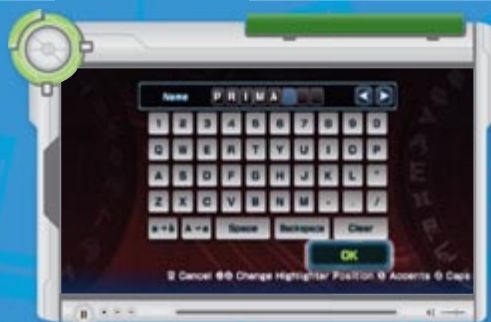 Name PRIMA
1 2 3 4 5 6 7 8 9 0
Q W E R T Y U I O P
A S D F G H J K L
Z X C V B N M - . /
A→a Space Backspace Clear
OK
Cancel Change Highlighter Position Accents Caps